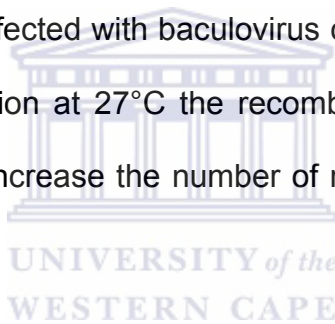 fected with baculovirus c
ion at 27°C the recomb
ncrease the number of r
UNIVERSITY of the
WESTERN CAPE